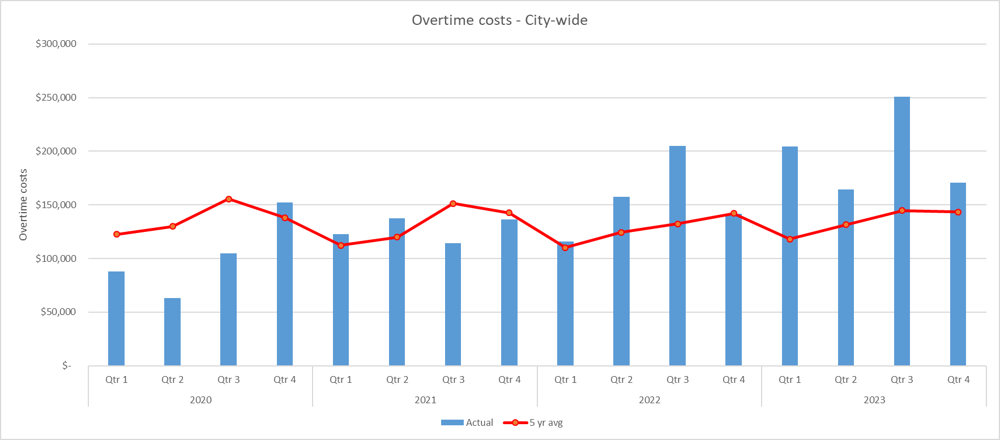 Overtime costs - City-wide
$300,000
$250,000
$200,000
$150,000
$100,000
$50,000
$-
Overtime costs
Qtr 1 Qtr 2 Qtr 3 Qtr 4 Qtr 1 Qtr 2 Qtr 3 Qtr 4 Qtr 1 Qtr 2 Qtr 3 Qtr 4 Qtr 1 Qtr 2 Qtr 3 Qtr 4
2020 2021 2022 2023
Actual 5 yr avg